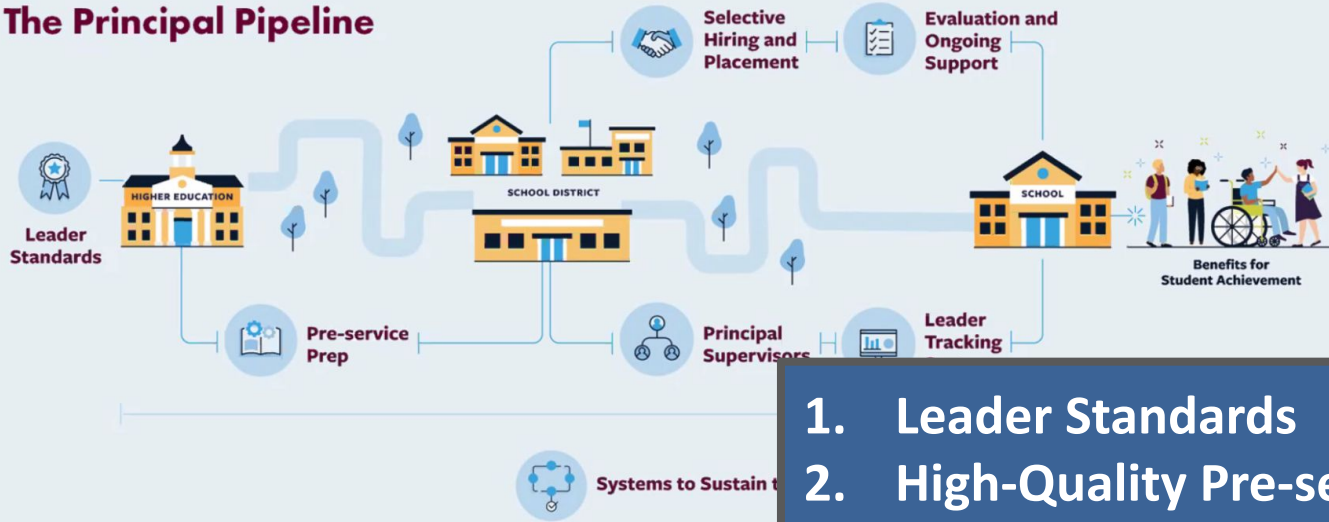 The Principal Pipeline
Selective
Hiring and
Placement
Evaluation and
Ongoing
Support
HIGHER EDUCATION
SCHOOL DISTRICT
SCHOOL
Leader
Standards
Benefits for
Student Achievement
Pre-service
Prep
Principal
Supervisors
Leader
Tracking
1. Leader Standards
Systems to Sustain t
2. High-Quality Pre-se